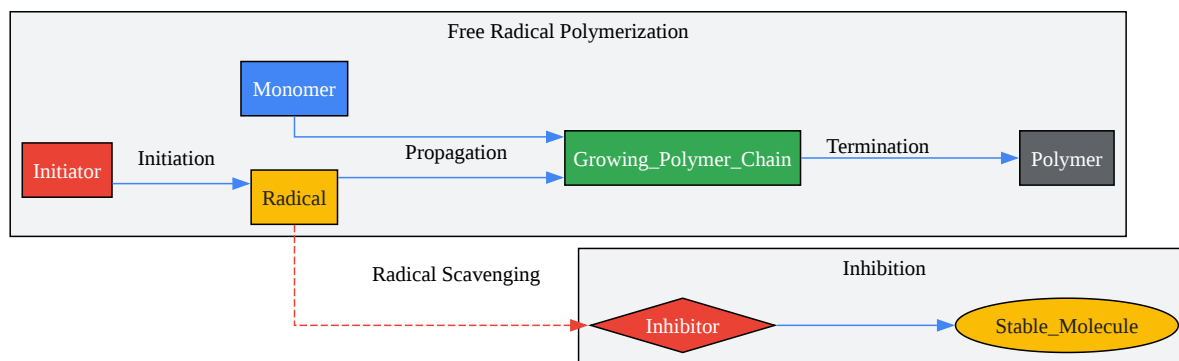 Free Radical Polymerization
Monomer
Initiator
Initiation
Radical
Propagation
Growing_Polymer_Chain
Termination
Polymer
Radical Scavenging
Inhibition
Inhibitor
Stable_Molecule